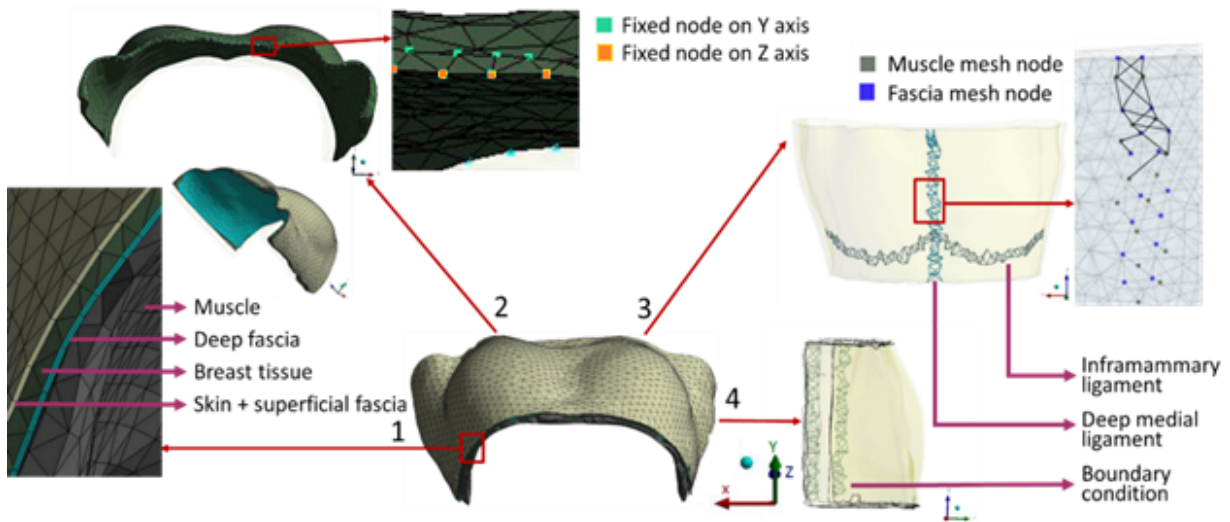 Fixed node on Y axis
Fixed node on Z axis
Muscle mesh node
Fascia mesh node
Muscle
Deep fascia
Breast tissue
Skin + superficial fascia
1
2
3
4
Y
Z
X
Inframammary
ligament
Deep medial
ligament
Boundary
condition